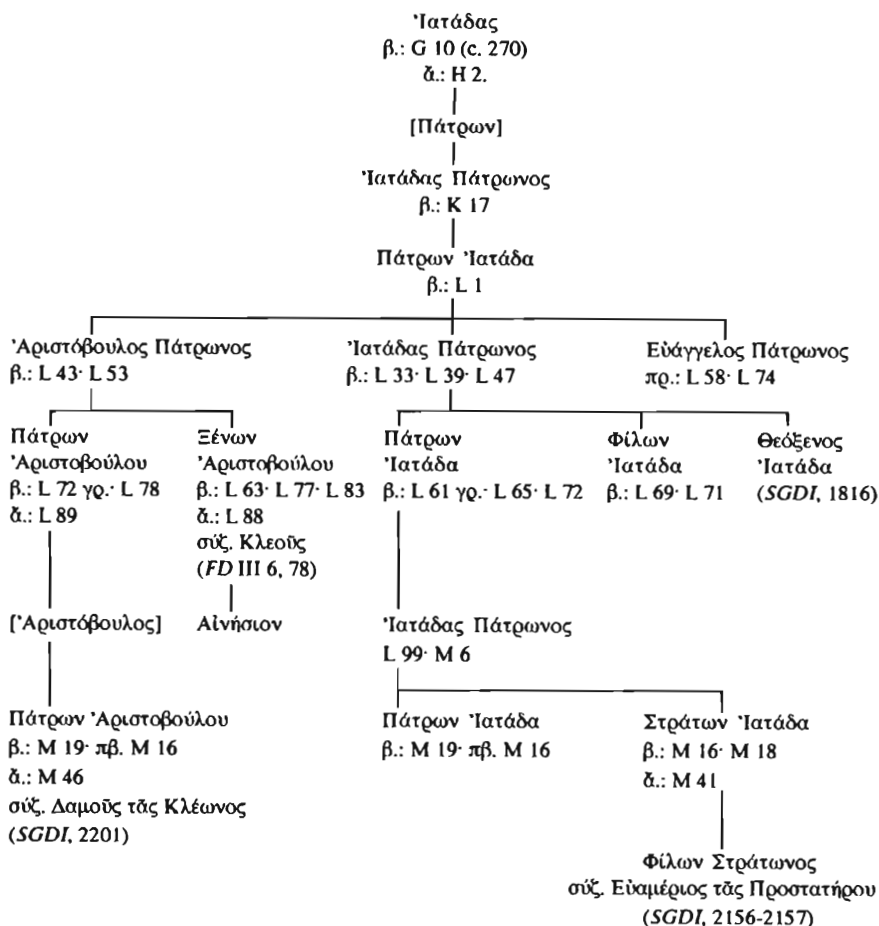 Ἰατάδας
β.: G 10 (c. 270)
ἄ.: H 2.
[Πάτρων]
Ἰατάδας Πάτρωνος
β.: K 17
Πάτρων Ἰατάδα
β.: L 1
Ἀριστόβουλος Πάτρωνος
β.: L 43· L 53
Ἰατάδας Πάτρωνος
β.: L 33· L 39· L 47
Εὐάγγελος Πάτρωνος
πρ.: L 58· L 74
Πάτρων
Ἀριστοβούλου
β.: L 72 γρ.· L 78
ἄ.: L 89
Ξένων
Ἀριστοβούλου
β.: L 63· L 77· L 83
ἄ.: L 88
σύζ. Κλεοῦς
(FD III 6, 78)
Πάτρων
Ἰατάδα
β.: L 61 γρ.· L 65· L 72
Φίλων
Ἰατάδα
β.: L 69· L 71
Θεόξενος
Ἰατάδα
(SGDI, 1816)
[Ἀριστόβουλος]
Αἰνήσιον
Ἰατάδας Πάτρωνος
L 99· M 6
Πάτρων Ἀριστοβούλου
β.: M 19· πβ. M 16
ἄ.: M 46
σύζ. Δαμοῦς τᾶς Κλέωνος
(SGDI, 2201)
Πάτρων Ἰατάδα
β.: M 19· πβ. M 16
Στράτων Ἰατάδα
β.: M 16· M 18
ἄ.: M 41
Φίλων Στράτωνος
σύζ. Εὐαμέριος τᾶς Προστατήρου
(SGDI, 2156-2157)